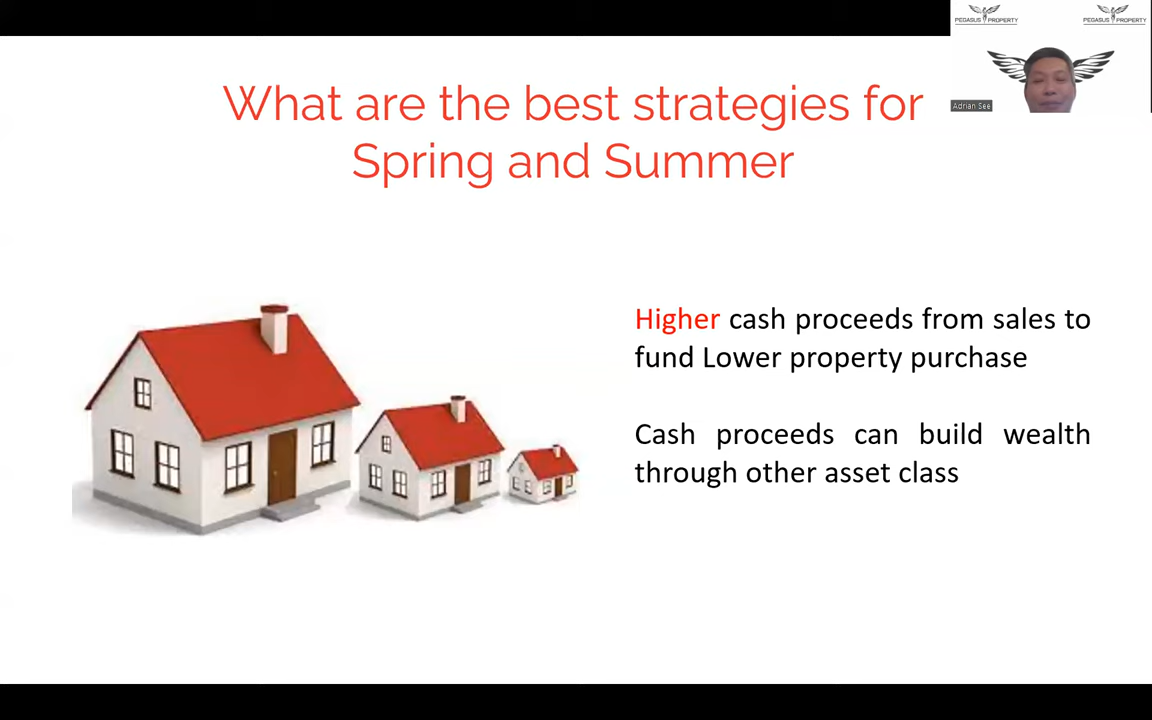 PEGASUS PROPERTY
PEGASUS PROPERTY
Adrian See
What are the best strategies for
Spring and Summer
Higher cash proceeds from sales to
fund Lower property purchase
Cash proceeds can build wealth
through other asset class